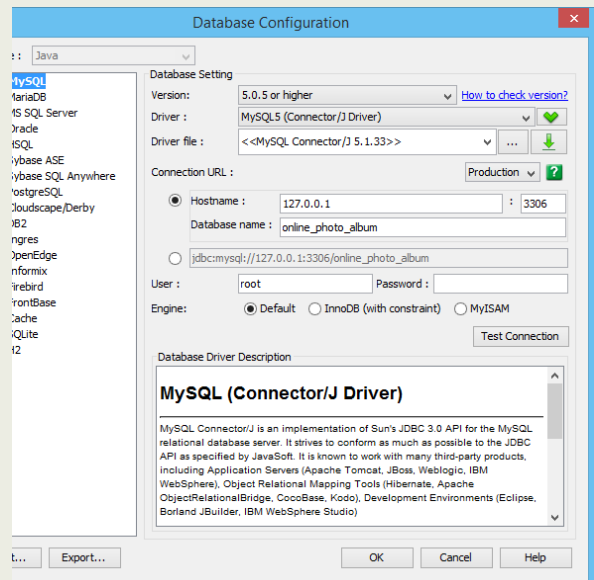 Database Configuration
e : Java
MySQL
MariaDB
MS SQL Server
Oracle
HSQL
Sybase ASE
Sybase SQL Anywhere
PostgreSQL
Cloudscape/Derby
DB2
Ingres
OpenEdge
Informix
Firebird
FrontBase
Cache
SQLite
H2
Database Setting
Version: 5.0.5 or higher How to check version?
Driver : MySQL5 (Connector/J Driver)
Driver file : <<MySQL Connector/J 5.1.33>> ...
Connection URL : Production ?
Hostname : 127.0.0.1 : 3306
Database name : online_photo_album
jdbc:mysql://127.0.0.1:3306/online_photo_album
User : root Password :
Engine: Default InnoDB (with constraint) MyISAM
Test Connection
Database Driver Description
MySQL (Connector/J Driver)
MySQL Connector/J is an implementation of Sun's JDBC 3.0 API for the MySQL
relational database server. It strives to conform as much as possible to the JDBC
API as specified by JavaSoft. It is known to work with many third-party products,
including Application Servers (Apache Tomcat, JBoss, Weblogic, IBM
WebSphere), Object Relational Mapping Tools (Hibernate, Apache
ObjectRelationalBridge, CocoBase, Kodo), Development Environments (Eclipse,
Borland JBuilder, IBM WebSphere Studio)
t... Export... OK Cancel Help